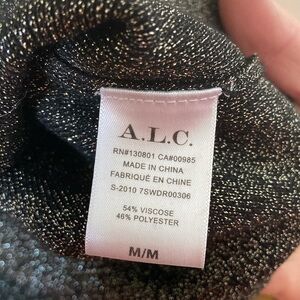 A.L.C.
RN#130801 CA#00985
MADE IN CHINA
FABRIQUÉ EN CHINE
S-2010 7SWDR00306
54% VISCOSE
46% POLYESTER
M/M